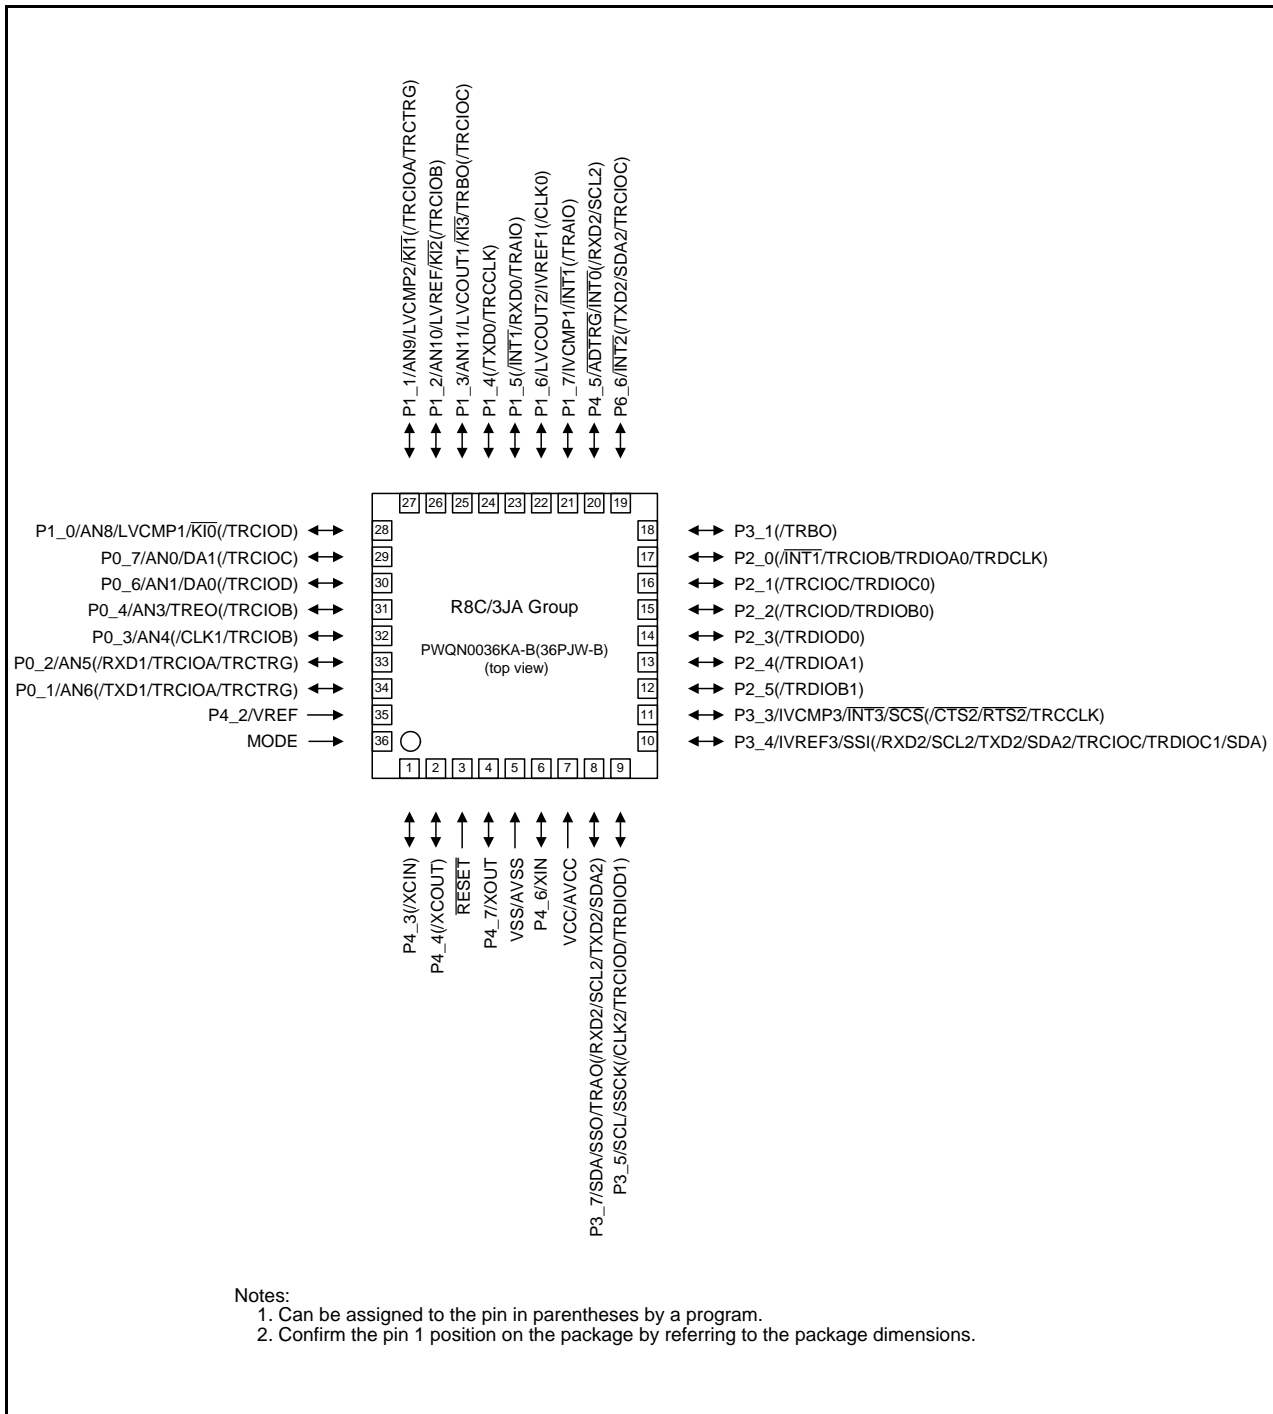 P1_1/AN9/LVCMP2/KI1(/TRCIOA/TRCTRG)
P1_2/AN10/LVREF/KI2(/TRCIOB)
P1_3/AN11/LVCOUT1/KI3/TRBO(/TRCIOC)
P1_4(/TXD0/TRCCLK)
P1_5(/INT1/RXD0/TRAIO)
P1_6/LVCOUT2/IVREF1(/CLK0)
P1_7/IVCMP1/INT1(/TRAIO)
P4_5/ADTRG/INT0(/RXD2/SCL2)
P6_6/INT2(/TXD2/SDA2/TRCIOC)
27 26 25 24 23 22 21 20 19
P1_0/AN8/LVCMP1/KI0(/TRCIOD) 28
P0_7/AN0/DA1(/TRCIOC) 29
P0_6/AN1/DA0(/TRCIOD) 30
P0_4/AN3/TREO(/TRCIOB) 31
P0_3/AN4(/CLK1/TRCIOB) 32
P0_2/AN5(/RXD1/TRCIOA/TRCTRG) 33
P0_1/AN6(/TXD1/TRCIOA/TRCTRG) 34
P4_2/VREF 35
MODE 36
R8C/3JA Group
PWQN0036KA-B(36PJW-B)
(top view)
18 P3_1(/TRBO)
17 P2_0(/INT1/TRCIOB/TRDIOA0/TRDCLK)
16 P2_1(/TRCIOC/TRDIOC0)
15 P2_2(/TRCIOD/TRDIOB0)
14 P2_3(/TRDIOD0)
13 P2_4(/TRDIOA1)
12 P2_5(/TRDIOB1)
11 P3_3/IVCMP3/INT3/SCS(/CTS2/RTS2/TRCCLK)
10 P3_4/IVREF3/SSI(/RXD2/SCL2/TXD2/SDA2/TRCIOC/TRDIOC1/SDA)
1 2 3 4 5 6 7 8 9
P4_3(/XCIN)
P4_4(/XCOUT)
RESET
P4_7/XOUT
VSS/AVSS
P4_6/XIN
VCC/AVCC
P3_7/SDA/SSO/TRAO(/RXD2/SCL2/TXD2/SDA2)
P3_5/SCL/SSCK(/CLK2/TRCIOD/TRDIOD1)
Notes:
1. Can be assigned to the pin in parentheses by a program.
2. Confirm the pin 1 position on the package by referring to the package dimensions.